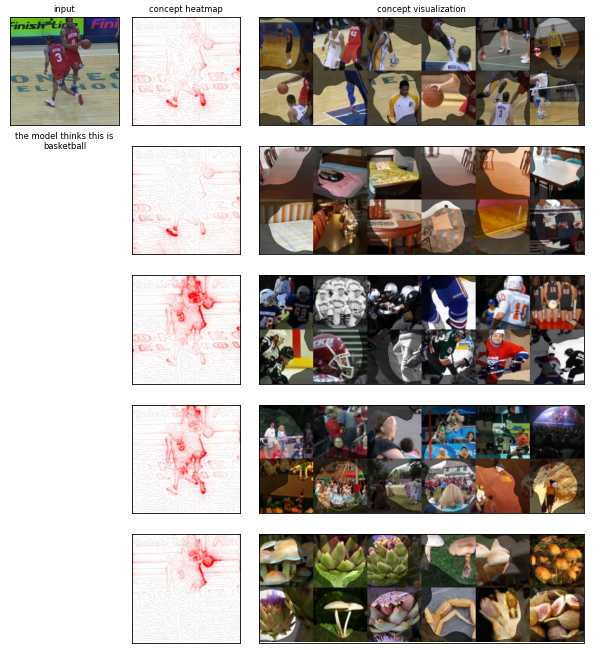 input
concept heatmap
concept visualization
finish line
3
the model thinks this is
basketball